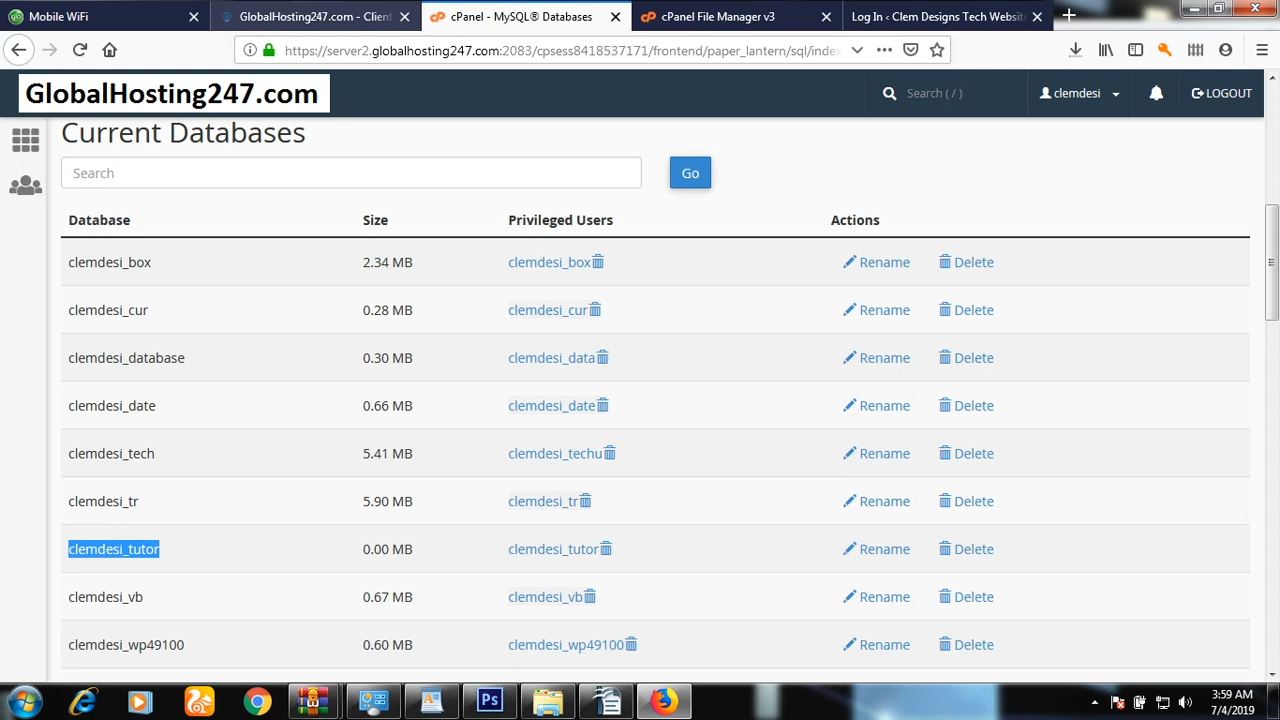 Mobile WiFi
GlobalHosting247.com - Client
cPanel - MySQL® Databases
cPanel File Manager v3
Log In ‹ Clem Designs Tech Website
https://server2.globalhosting247.com:2083/cpsess8418537171/frontend/paper_lantern/sql/index
GlobalHosting247.com
Search ( / )
clemdesi
LOGOUT
Current Databases
Search
Go
Database Size Privileged Users Actions
clemdesi_box 2.34 MB clemdesi_box Rename Delete
clemdesi_cur 0.28 MB clemdesi_cur Rename Delete
clemdesi_database 0.30 MB clemdesi_data Rename Delete
clemdesi_date 0.66 MB clemdesi_date Rename Delete
clemdesi_tech 5.41 MB clemdesi_techu Rename Delete
clemdesi_tr 5.90 MB clemdesi_tr Rename Delete
clemdesi_tutor 0.00 MB clemdesi_tutor Rename Delete
clemdesi_vb 0.67 MB clemdesi_vb Rename Delete
clemdesi_wp49100 0.60 MB clemdesi_wp49100 Rename Delete
Ps
3:59 AM
7/4/2019